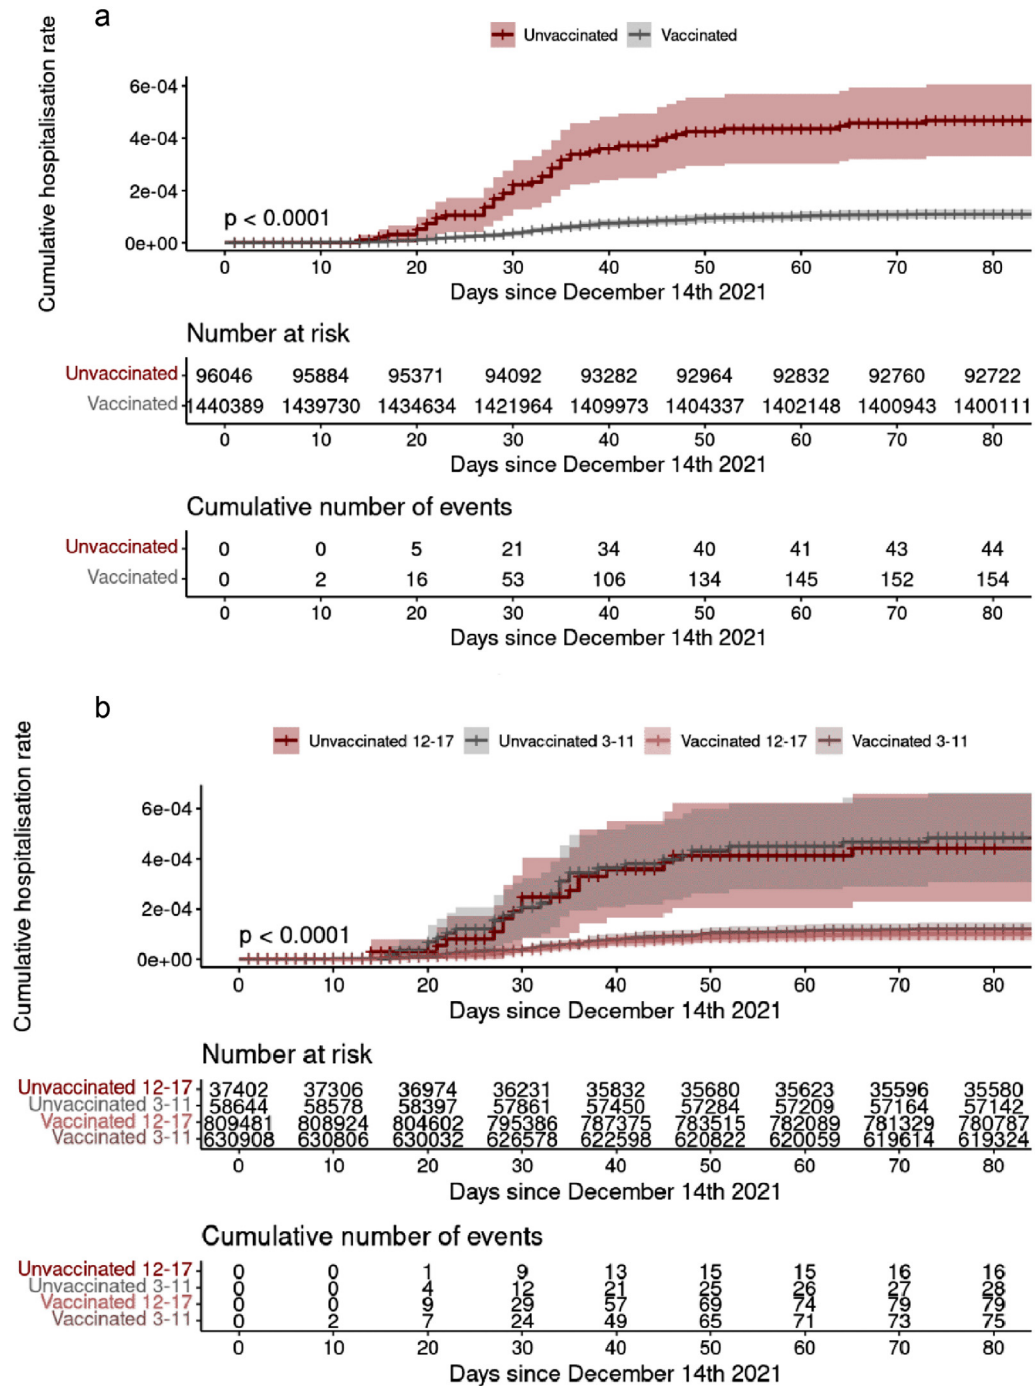 a
Unvaccinated Vaccinated
Cumulative hospitalisation rate
6e-04
4e-04
2e-04
p < 0.0001
0e+00
0 10 20 30 40 50 60 70 80
Days since December 14th 2021
Number at risk
Unvaccinated 96046 95884 95371 94092 93282 92964 92832 92760 92722
Vaccinated 1440389 1439730 1434634 1421964 1409973 1404337 1402148 1400943 1400111
0 10 20 30 40 50 60 70 80
Days since December 14th 2021
Cumulative number of events
Unvaccinated 0 0 5 21 34 40 41 43 44
Vaccinated 0 2 16 53 106 134 145 152 154
0 10 20 30 40 50 60 70 80
Days since December 14th 2021
b
Unvaccinated 12-17 Unvaccinated 3-11 Vaccinated 12-17 Vaccinated 3-11
Cumulative hospitalisation rate
6e-04
4e-04
2e-04
p < 0.0001
0e+00
0 10 20 30 40 50 60 70 80
Days since December 14th 2021
Number at risk
Unvaccinated 12-17 37402 37306 36974 36231 35832 35680 35623 35596 35580
Unvaccinated 3-11 58644 58578 58397 57861 57450 57284 57209 57164 57142
Vaccinated 12-17 809481 808924 804602 795386 787375 783515 782089 781329 780787
Vaccinated 3-11 630908 630806 630032 626578 622598 620822 620059 619614 619324
0 10 20 30 40 50 60 70 80
Days since December 14th 2021
Cumulative number of events
Unvaccinated 12-17 0 0 1 9 13 15 15 16 16
Unvaccinated 3-11 0 0 4 12 21 25 26 27 28
Vaccinated 12-17 0 0 9 29 57 69 74 79 79
Vaccinated 3-11 0 2 7 24 49 65 71 73 75
0 10 20 30 40 50 60 70 80
Days since December 14th 2021